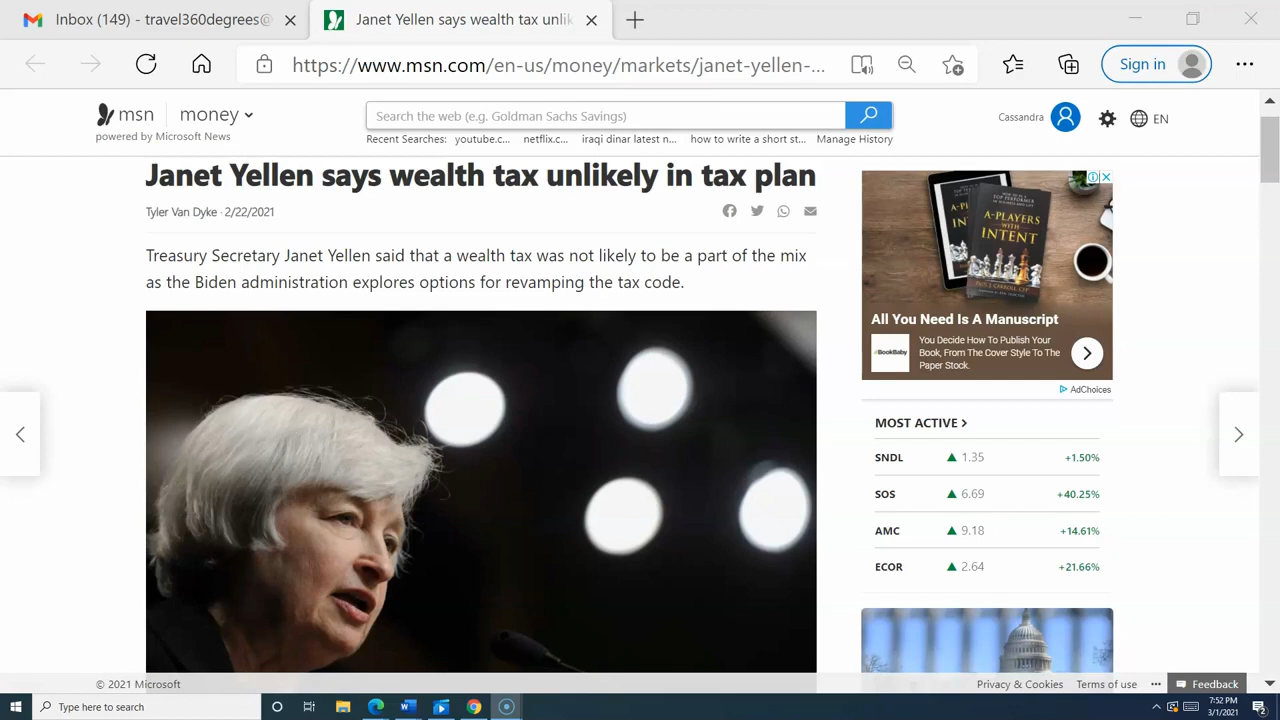 Inbox (149) - travel360degrees@
Janet Yellen says wealth tax unlik
https://www.msn.com/en-us/money/markets/janet-yellen-...
Sign in
msn
money
powered by Microsoft News
Search the web (e.g. Goldman Sachs Savings)
Recent Searches: youtube.c... netflix.c... iraqi dinar latest n... how to write a short st... Manage History
Cassandra
EN
Janet Yellen says wealth tax unlikely in tax plan
Tyler Van Dyke · 2/22/2021
Treasury Secretary Janet Yellen said that a wealth tax was not likely to be a part of the mix
as the Biden administration explores options for revamping the tax code.
A-PLAYERS
WITH
INTENT
All You Need Is A Manuscript
BookBaby
You Decide How To Publish Your
Book, From The Cover Style To The
Paper Stock.
AdChoices
MOST ACTIVE
SNDL 1.35 +1.50%
SOS 6.69 +40.25%
AMC 9.18 +14.61%
ECOR 2.64 +21.66%
© 2021 Microsoft
Privacy & Cookies
Terms of use
Feedback
Type here to search
7:52 PM
3/1/2021
2